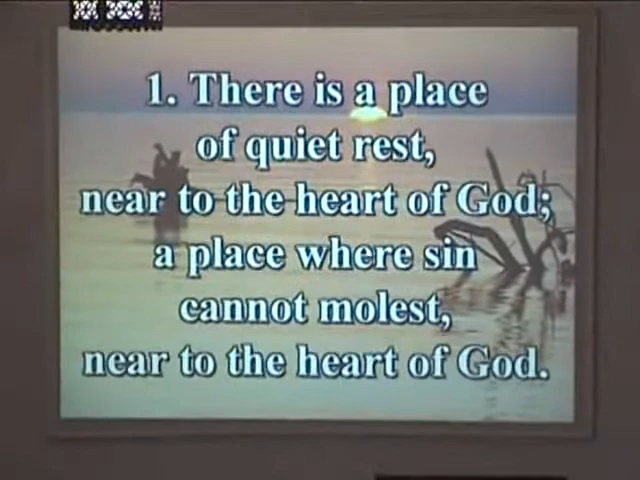 1. There is a place
of quiet rest,
near to the heart of God;
a place where sin
cannot molest,
near to the heart of God.